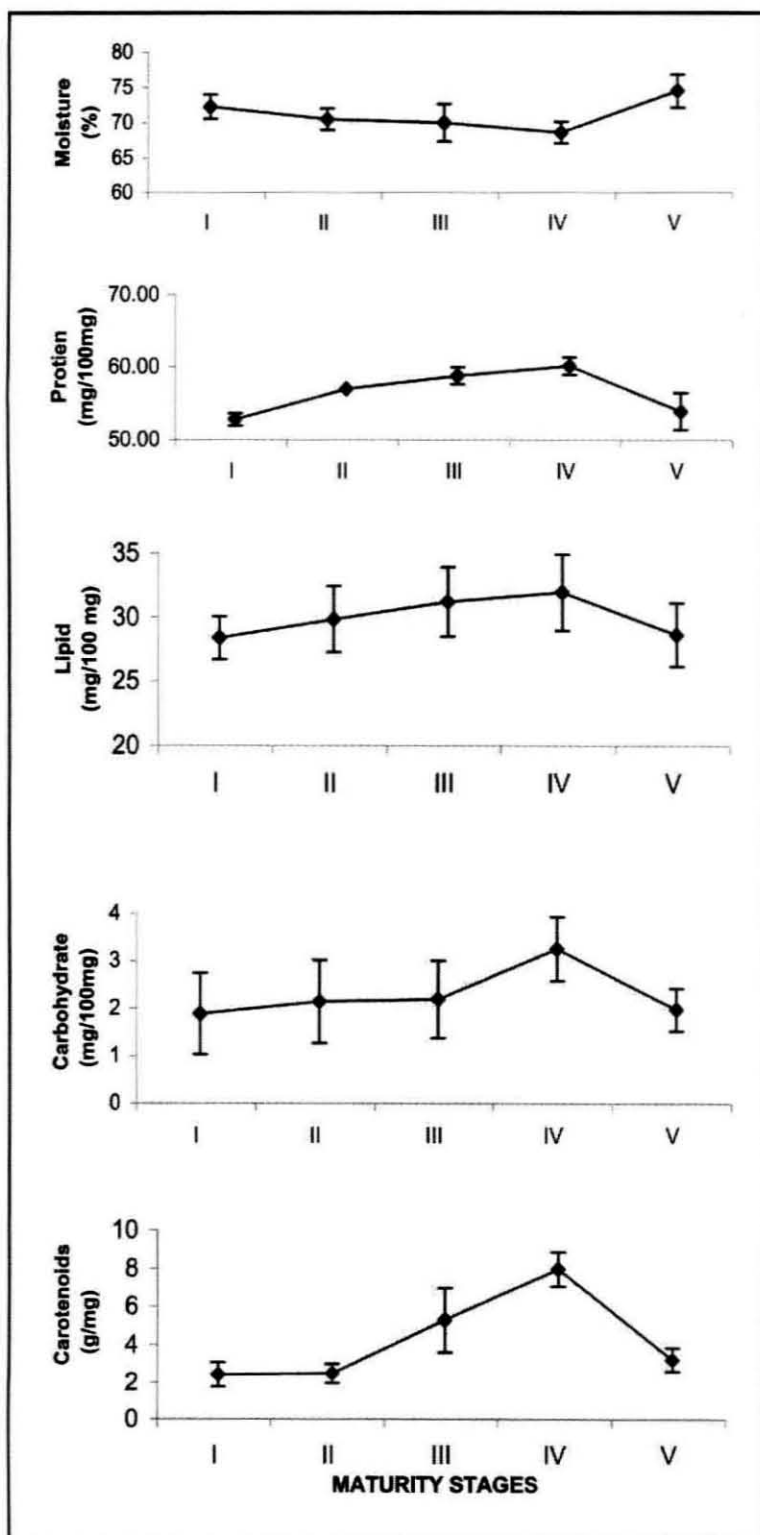 Moisture
(%)
80
75
70
65
60
I II III IV V
Protien
(mg/100mg)
70.00
60.00
50.00
I II III IV V
Lipid
(mg/100 mg)
35
30
25
20
I II III IV V
Carbohydrate
(mg/100mg)
4
3
2
1
0
I II III IV V
Carotenoids
(g/mg)
10
8
6
4
2
0
I II III IV V
MATURITY STAGES